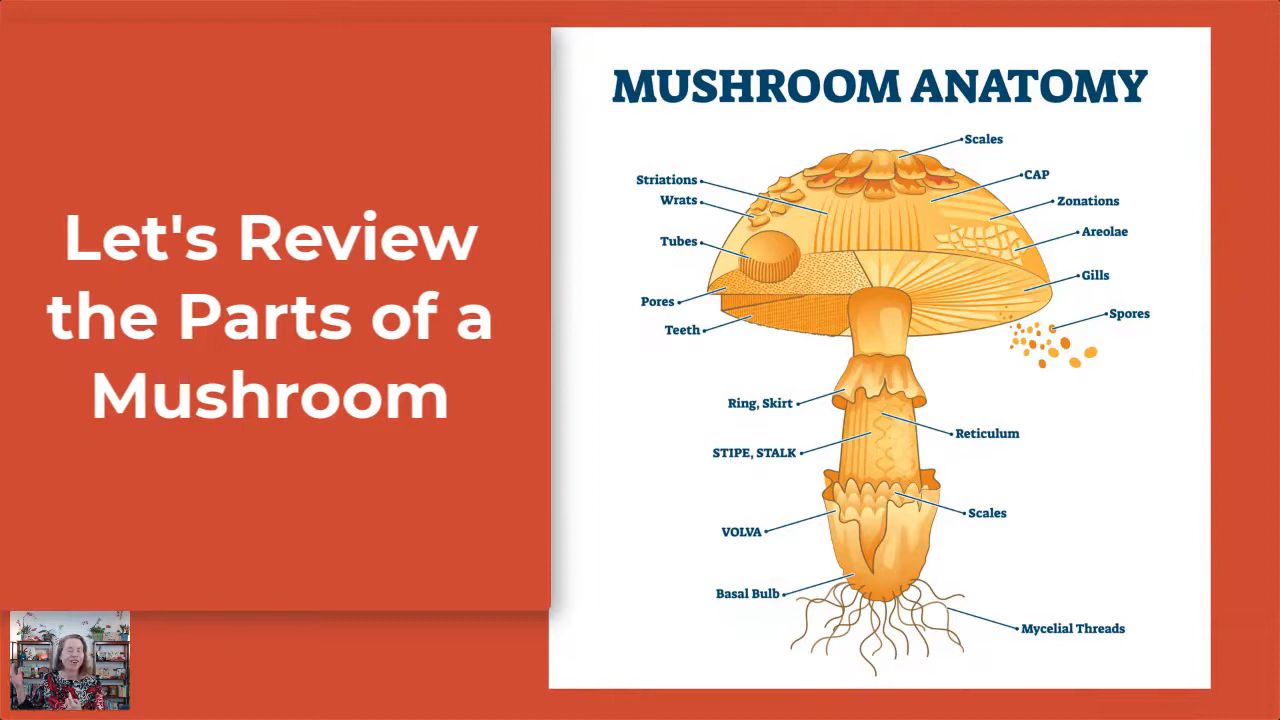 Let's Review
the Parts of a
Mushroom
MUSHROOM ANATOMY
Scales
Striations
CAP
Wrats
Zonations
Tubes
Areolae
Gills
Pores
Spores
Teeth
Ring, Skirt
Reticulum
STIPE, STALK
Scales
VOLVA
Basal Bulb
Mycelial Threads